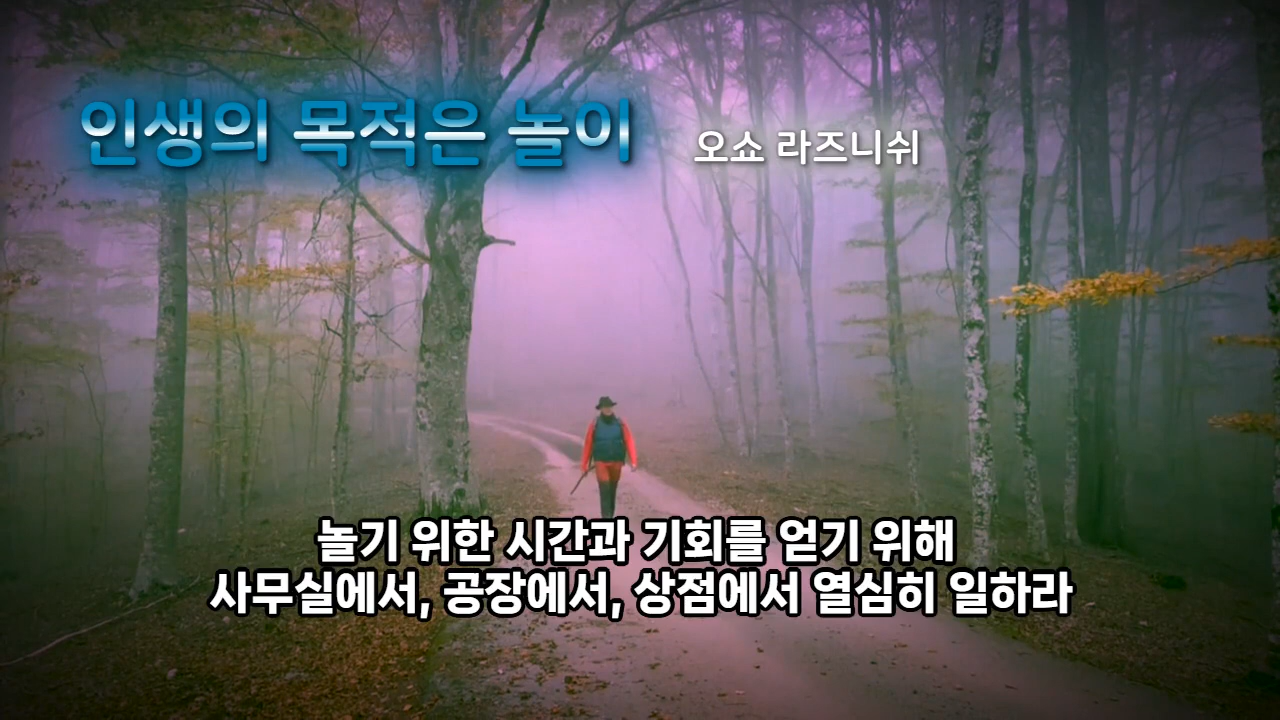 인생의 목적은 놀이 오쇼 라즈니쉬
놀기 위한 시간과 기회를 얻기 위해
사무실에서, 공장에서, 상점에서 열심히 일하라